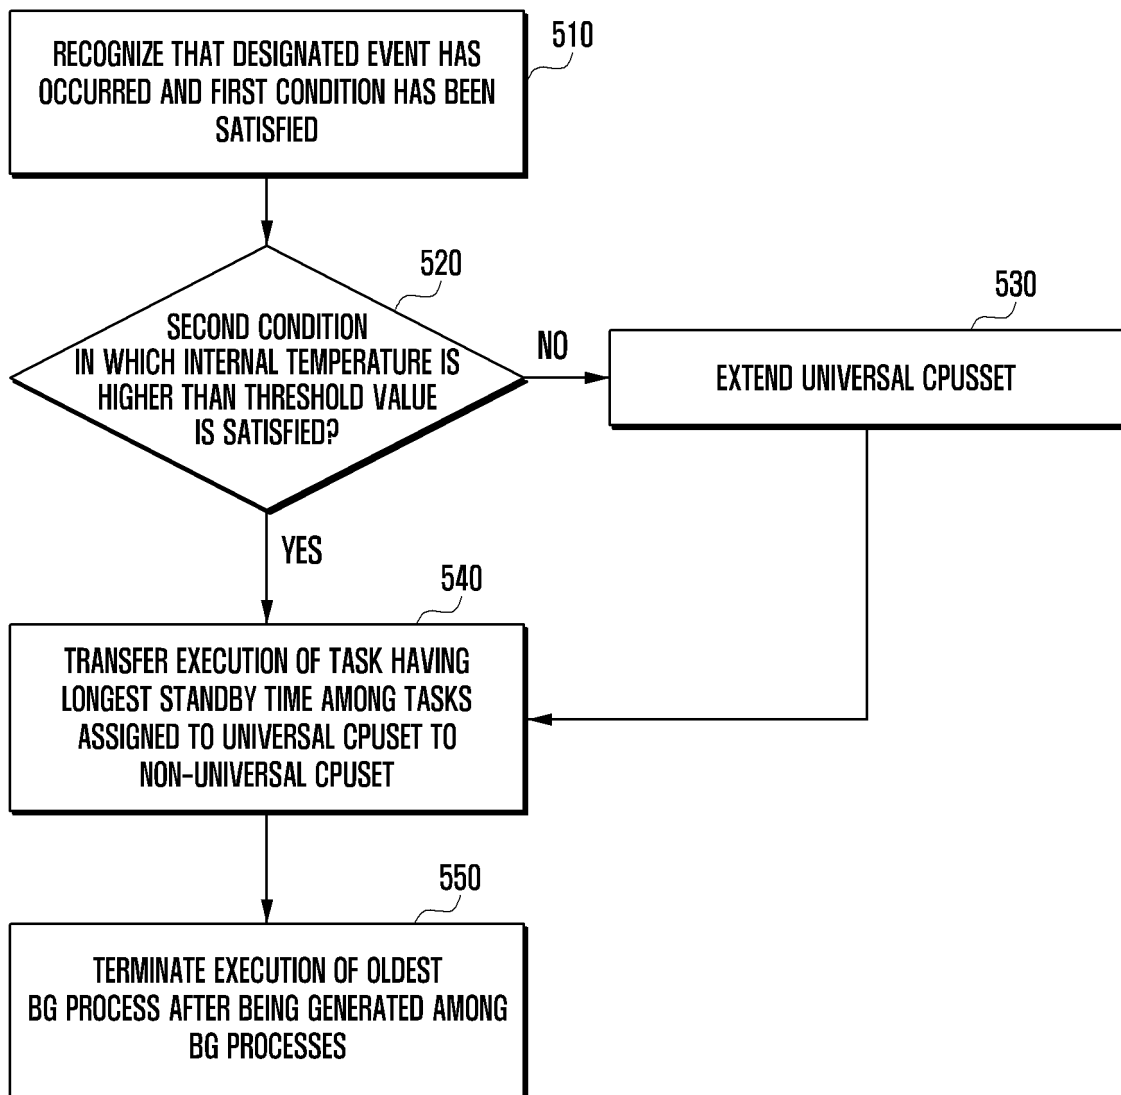 RECOGNIZE THAT DESIGNATED EVENT HAS
OCCURRED AND FIRST CONDITION HAS BEEN
SATISFIED
510
SECOND CONDITION
IN WHICH INTERNAL TEMPERATURE IS
HIGHER THAN THRESHOLD VALUE
IS SATISFIED?
520
NO
EXTEND UNIVERSAL CPUSSET
530
YES
TRANSFER EXECUTION OF TASK HAVING
LONGEST STANDBY TIME AMONG TASKS
ASSIGNED TO UNIVERSAL CPUSET TO
NON-UNIVERSAL CPUSET
540
TERMINATE EXECUTION OF OLDEST
BG PROCESS AFTER BEING GENERATED AMONG
BG PROCESSES
550